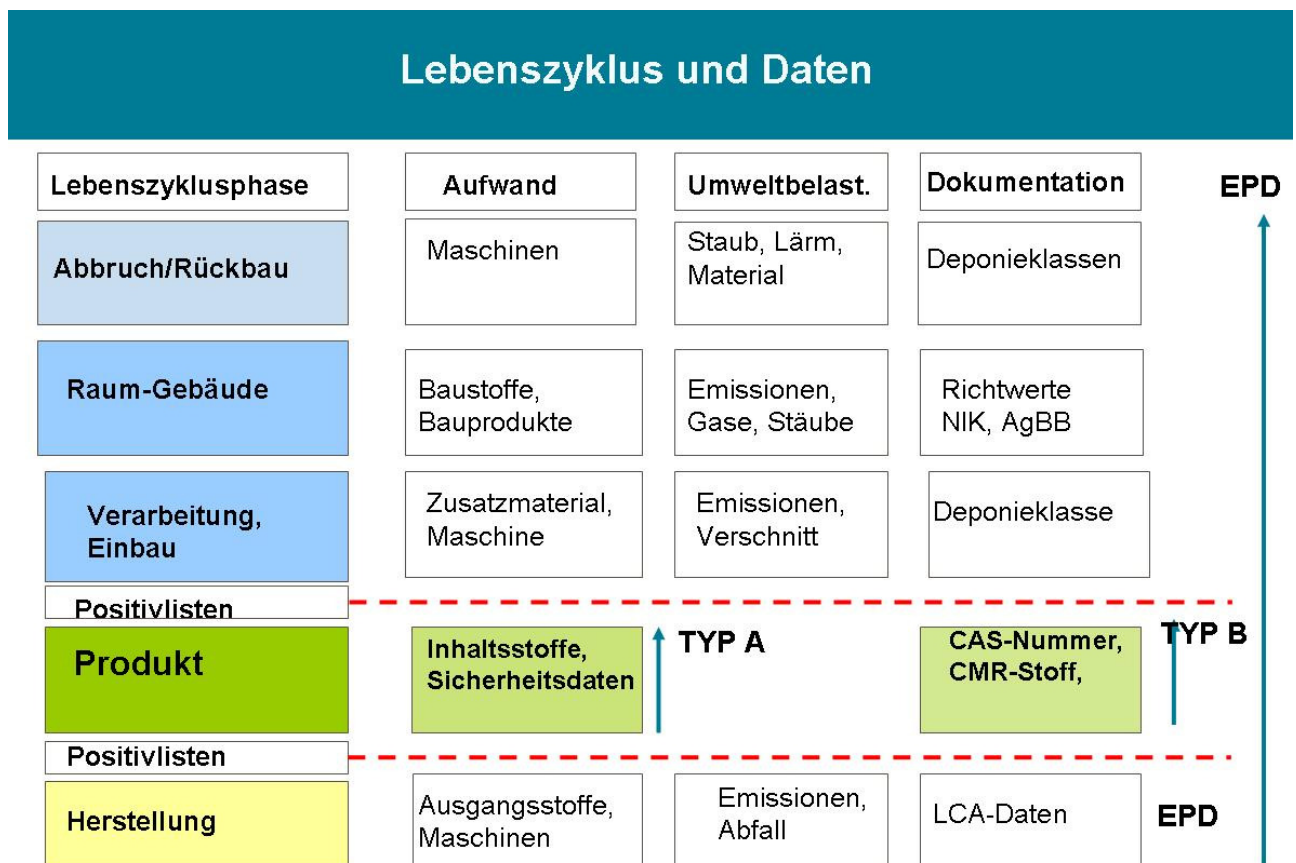 Lebenszyklus und Daten
Lebenszyklusphase
Aufwand
Umweltbelast.
Dokumentation
EPD
Abbruch/Rückbau
Maschinen
Staub, Lärm,
Material
Deponieklassen
Raum-Gebäude
Baustoffe,
Bauprodukte
Emissionen,
Gase, Stäube
Richtwerte
NIK, AgBB
Verarbeitung,
Einbau
Zusatzmaterial,
Maschine
Emissionen,
Verschnitt
Deponieklasse
Positivlisten
Produkt
Inhaltsstoffe,
Sicherheitsdaten
TYP A
CAS-Nummer,
CMR-Stoff,
TYP B
Positivlisten
Herstellung
Ausgangsstoffe,
Maschinen
Emissionen,
Abfall
LCA-Daten
EPD